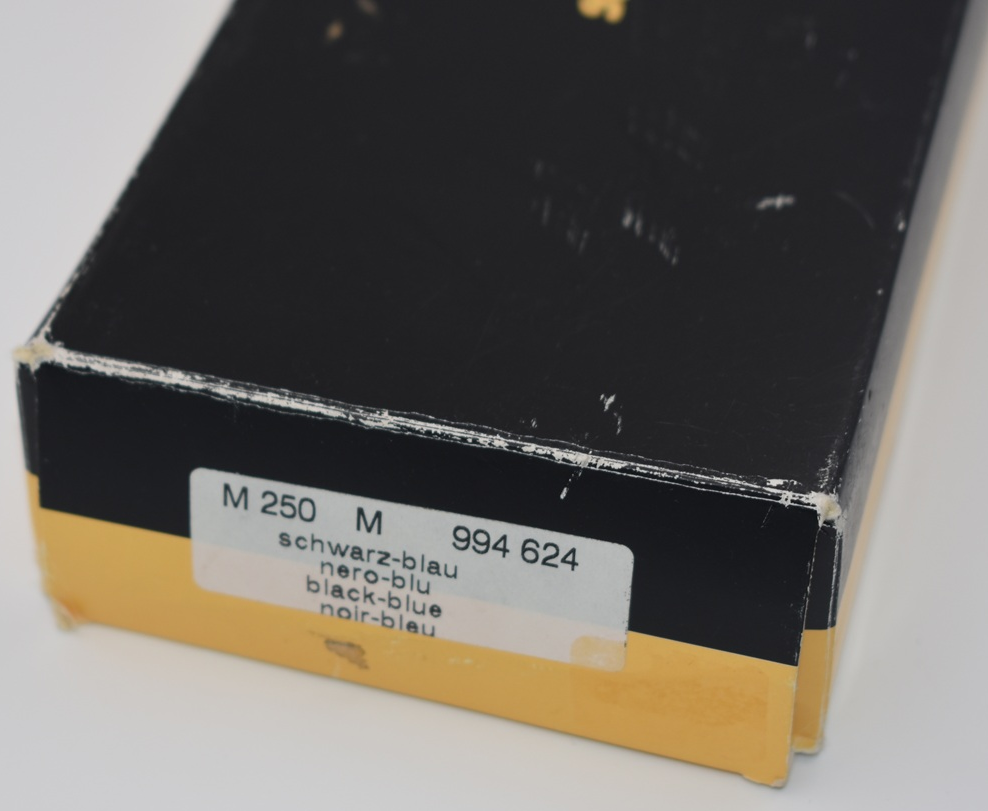 M 250 M 994 624
schwarz-blau
nero-blu
black-blue
noir-bleu